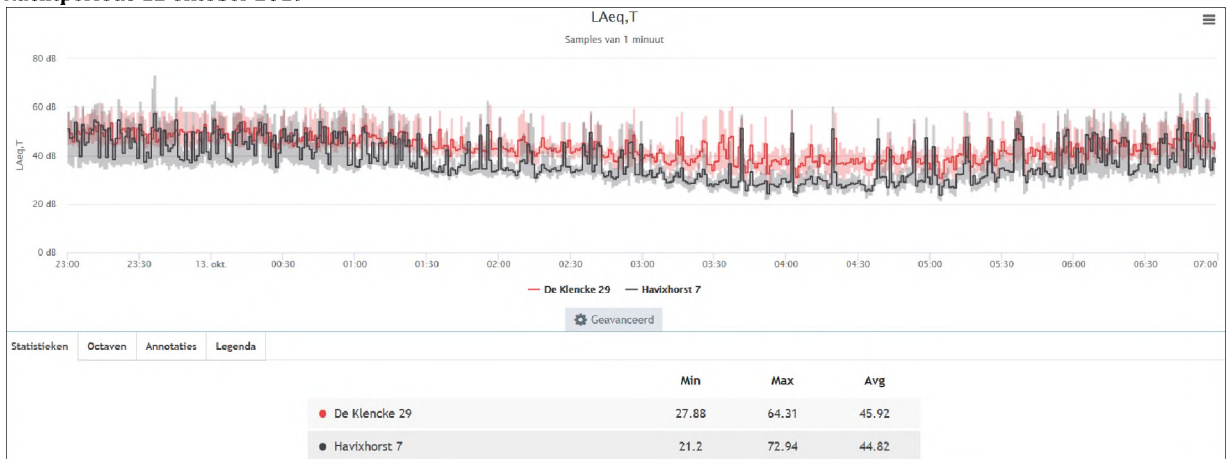 LAeq,T
Samples van 1 minuut
80 dB
60 dB
40 dB
20 dB
0 dB
LAeq,T
23:00 23:30 13. okt. 00:30 01:00 01:30 02:00 02:30 03:00 03:30 04:00 04:30 05:00 05:30 06:00 06:30 07:00
De Klencke 29 Havixhorst 7
Geavanceerd
Statistieken Octaven Annotaties Legenda
Min Max Avg
De Klencke 29 27.88 64.31 45.92
Havixhorst 7 21.2 72.94 44.82